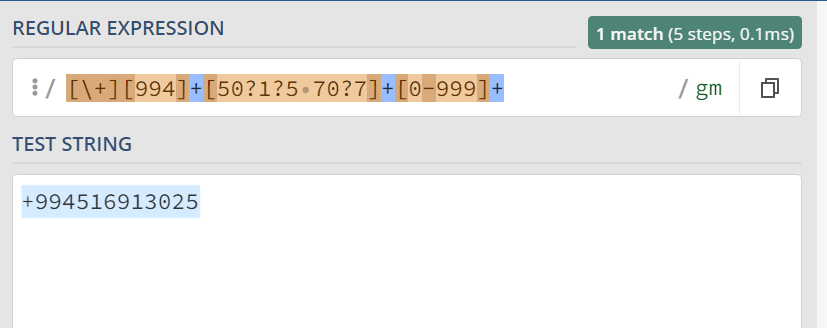 REGULAR EXPRESSION
1 match (5 steps, 0.1ms)
/ [\+][994]+[50?1?5 70?7]+[0-999]+ / gm
TEST STRING
+994516913025